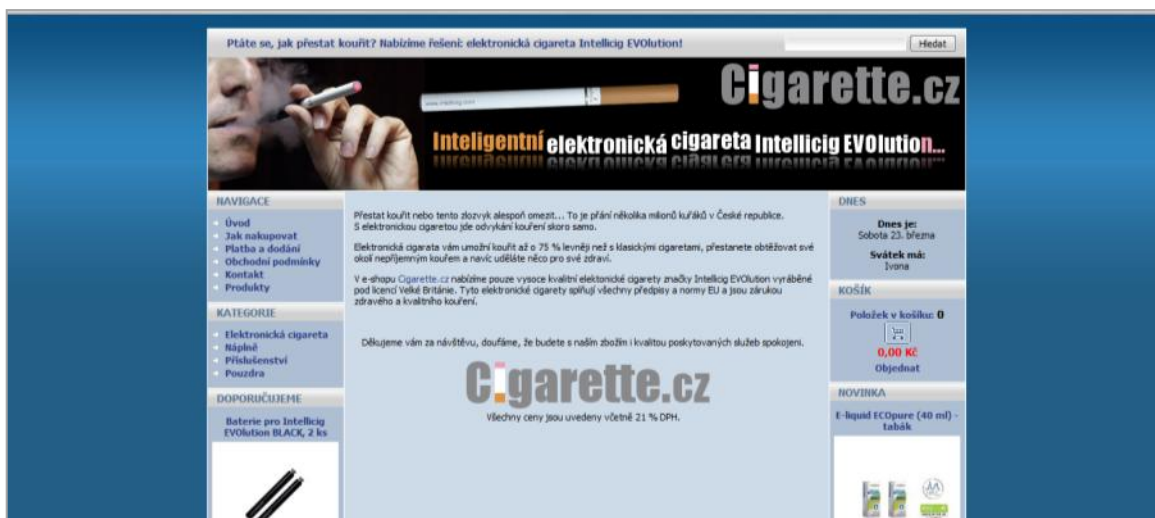 Ptáte se, jak přestat kouřit? Nabízíme řešení: elektronická cigareta Intellicig EVOlution!
Hledat
Cigarette.cz
www.intellicig.com
Inteligentní elektronická cigareta Intellicig EVOlution...
NAVIGACE
Úvod
Jak nakupovat
Platba a dodání
Obchodní podmínky
Kontakt
Produkty
KATEGORIE
Elektronická cigareta
Náplně
Příslušenství
Pouzdra
DOPORUČUJEME
Baterie pro Intellicig
EVOlution BLACK, 2 ks
Přestat kouřit nebo tento zlozvyk alespoň omezit... To je přání několika milionů kuřáků v České republice.
S elektronickou cigaretou jde odvykání kouření skoro samo.
Elektronická cigarata vám umožní kouřit až o 75 % levněji než s klasickými cigaretami, přestanete obtěžovat své
okolí nepříjemným kouřem a navíc uděláte něco pro své zdraví.
V e-shopu Cigarette.cz nabízíme pouze vysoce kvalitní elektonické cigarety značky Intellicig EVOlution vyráběné
pod licencí Velké Británie. Tyto elektronické cigarety splňují všechny předpisy a normy EU a jsou zárukou
zdravého a kvalitního kouření.
Děkujeme vám za návštěvu, doufáme, že budete s naším zbožím i kvalitou poskytovaných služeb spokojeni.
Cigarette.cz
Všechny ceny jsou uvedeny včetně 21 % DPH.
DNES
Dnes je:
Sobota 23. března
Svátek má:
Ivona
KOŠÍK
Položek v košíku: 0
0,00 Kč
Objednat
NOVINKA
E-liquid ECOpure (40 ml) -
tabák